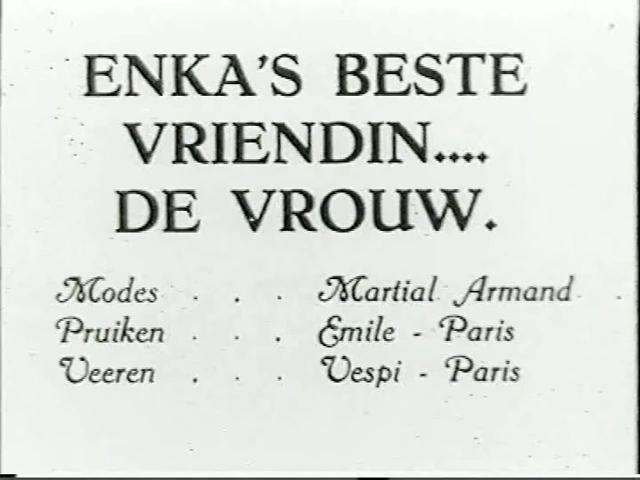 ENKA'S BESTE
VRIENDIN....
DE VROUW.
Modes . . . Martial Armand .
Pruiken . . . Emile - Paris
Veeren . . . Vespi - Paris